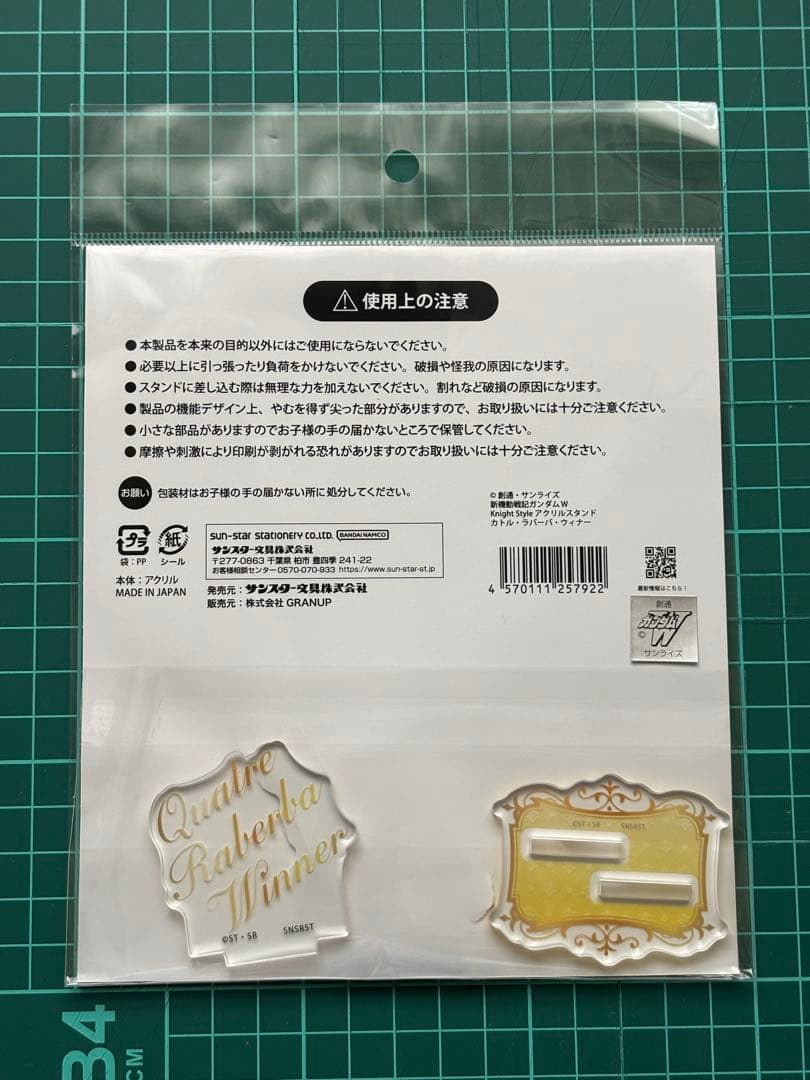 使用上の注意
●本製品を本来の目的以外にはご使用にならないでください。
●必要以上に引っ張ったり負荷をかけないでください。破損や怪我の原因になります。
●スタンドに差し込む際は無理な力を加えないでください。割れなど破損の原因になります。
●製品の機能デザイン上、やむを得ず尖った部分がありますので、お取り扱いには十分ご注意ください。
●小さな部品がありますのでお子様の手の届かないところで保管してください。
●摩擦や刺激により印刷が剥がれる恐れがありますのでお取り扱いには十分ご注意ください。
お願い 包装材はお子様の手の届かない所に処分してください。
© 創通・サンライズ
新機動戦記ガンダムW
Knight Style アクリルスタンド
カトル・ラバーバ・ウィナー
プラ 紙
袋：PP シール
sun-star stationery co.,ltd. BANDAI NAMCO
サンスター文具株式会社
〒277-0863 千葉県 柏市 豊四季 241-22
お客様相談センター 0570-070-933 https://www.sun-star-st.jp
本体：アクリル
MADE IN JAPAN
発売元：サンスター文具株式会社
販売元：株式会社 GRANUP
4 570111 257922
最新情報はこちら！
創通
©
ガンダムW
サンライズ
Quatre
Raberba
Winner
©ST・SR SNSRST
©ST・SR SNSRST
34
CM